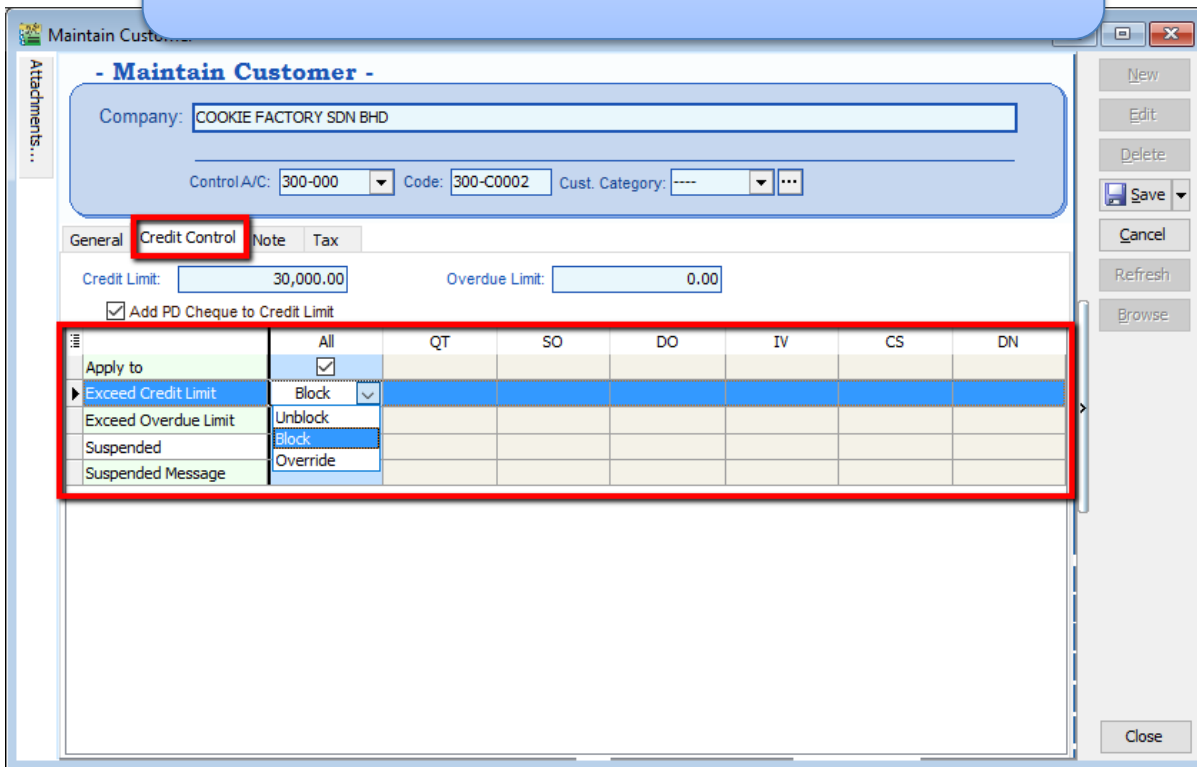 Maintain Custo
Attachments...
- Maintain Customer -
Company: COOKIE FACTORY SDN BHD
Control A/C: 300-000 Code: 300-C0002 Cust. Category: ---- ...
General Credit Control Note Tax
Credit Limit: 30,000.00 Overdue Limit: 0.00
Add PD Cheque to Credit Limit
All QT SO DO IV CS DN
Apply to
Exceed Credit Limit Block
Exceed Overdue Limit Unblock
Suspended Block
Override
Suspended Message
New
Edit
Delete
Save
Cancel
Refresh
Browse
Close